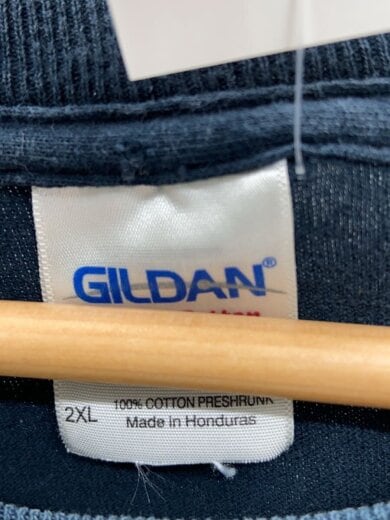 GILDAN®
100% COTTON PRESHRUNK
2XL
Made in Honduras